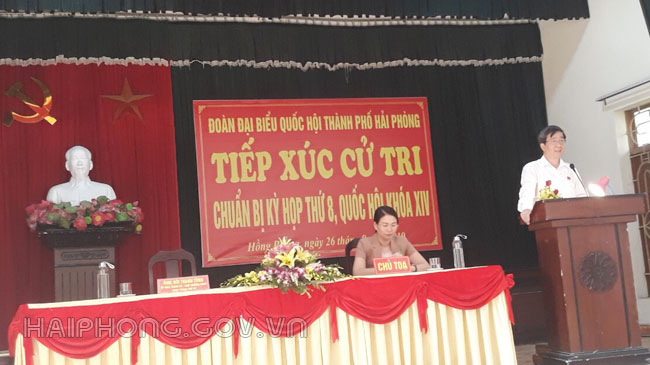 ĐOÀN ĐẠI BIỂU QUỐC HỘI THÀNH PHỐ HẢI PHÒNG
TIẾP XÚC CỬ TRI
CHUẨN BỊ KỲ HỌP THỨ 8, QUỐC HỘI KHÓA XIV
Hồng ngày 26
CHỦ TỌA
HAIPHONG.GOV.VN